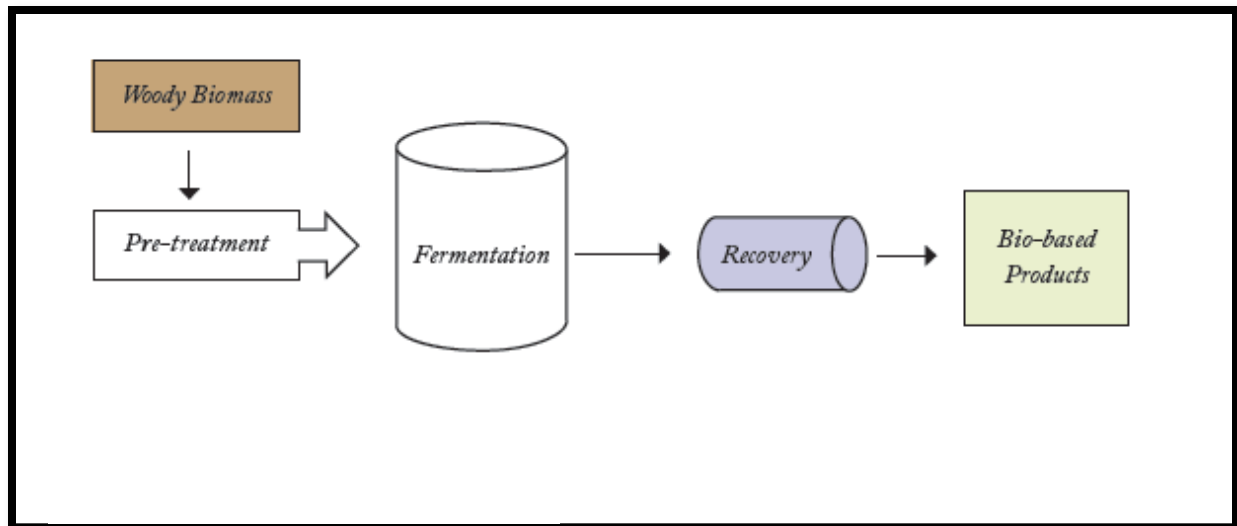 Woody Biomass
Pre-treatment
Fermentation
Recovery
Bio-based
Products